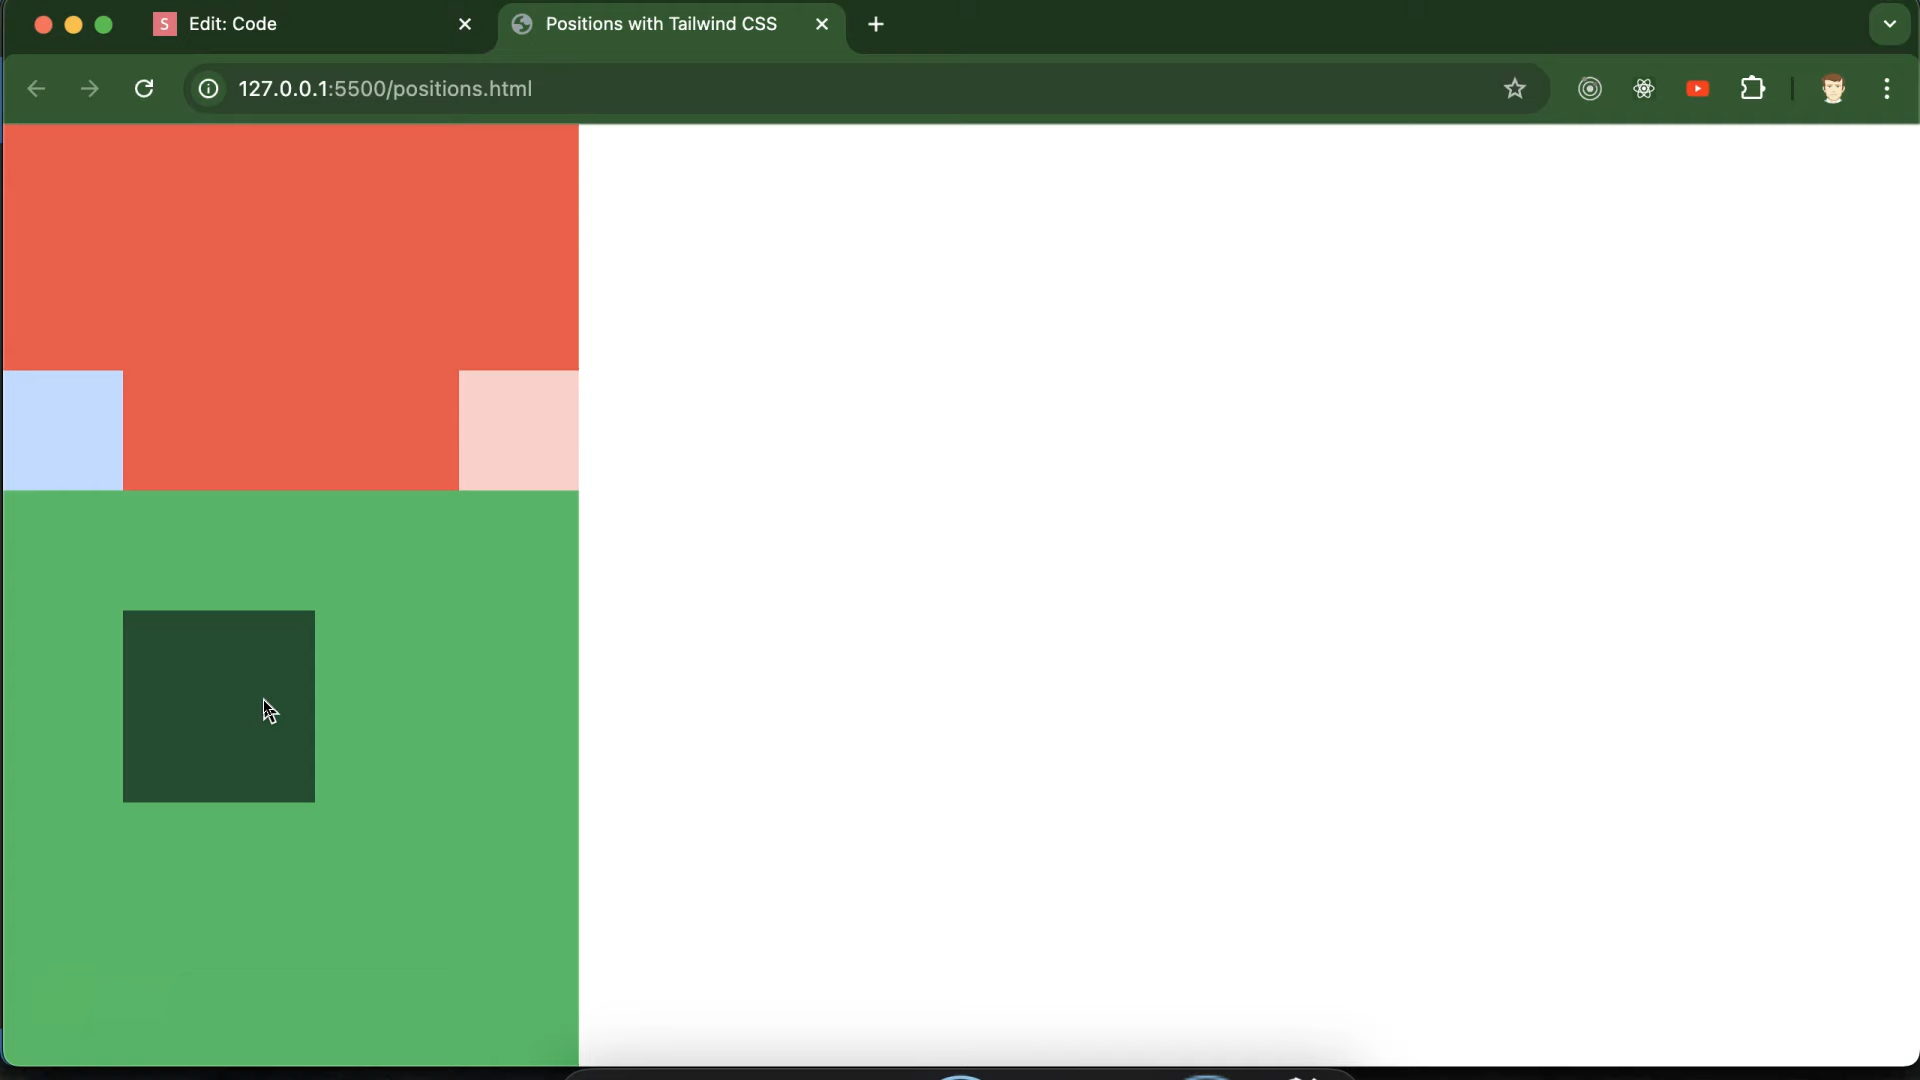 S Edit: Code
Positions with Tailwind CSS
127.0.0.1:5500/positions.html